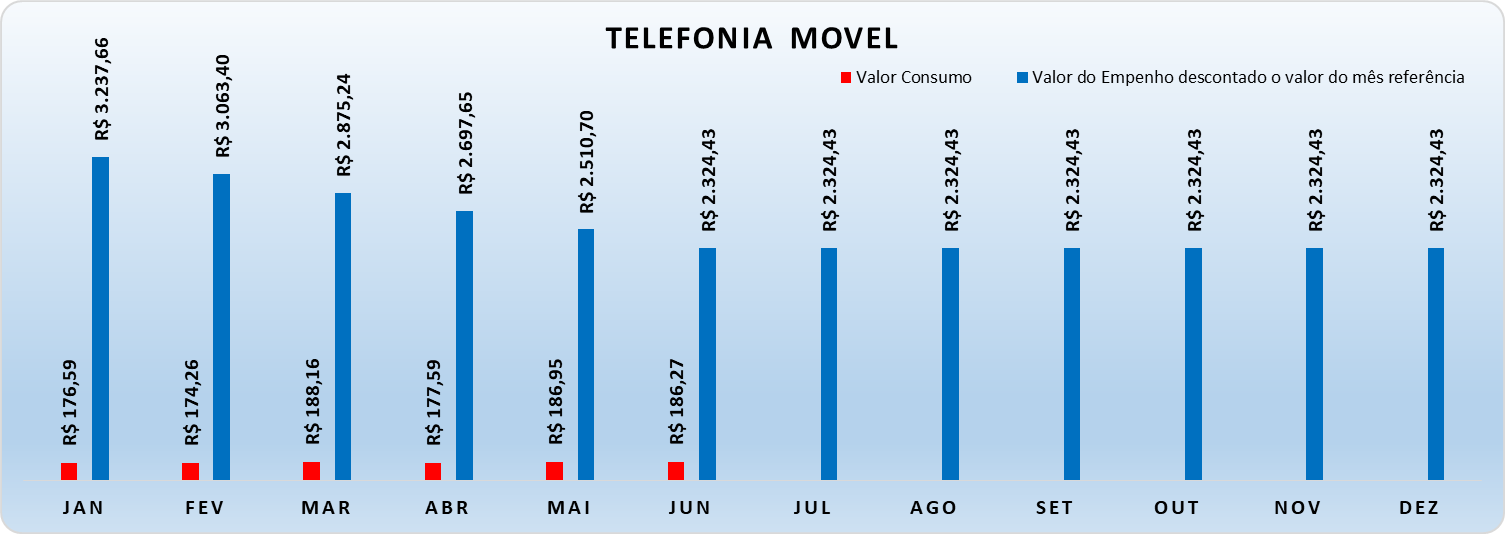 TELEFONIA MOVEL
Valor Consumo
Valor do Empenho descontado o valor do mês referência
R$ 176,59
R$ 3.237,66
R$ 174,26
R$ 3.063,40
R$ 188,16
R$ 2.875,24
R$ 177,59
R$ 2.697,65
R$ 186,95
R$ 2.510,70
R$ 186,27
R$ 2.324,43
R$ 2.324,43
R$ 2.324,43
R$ 2.324,43
R$ 2.324,43
R$ 2.324,43
R$ 2.324,43
JAN
FEV
MAR
ABR
MAI
JUN
JUL
AGO
SET
OUT
NOV
DEZ